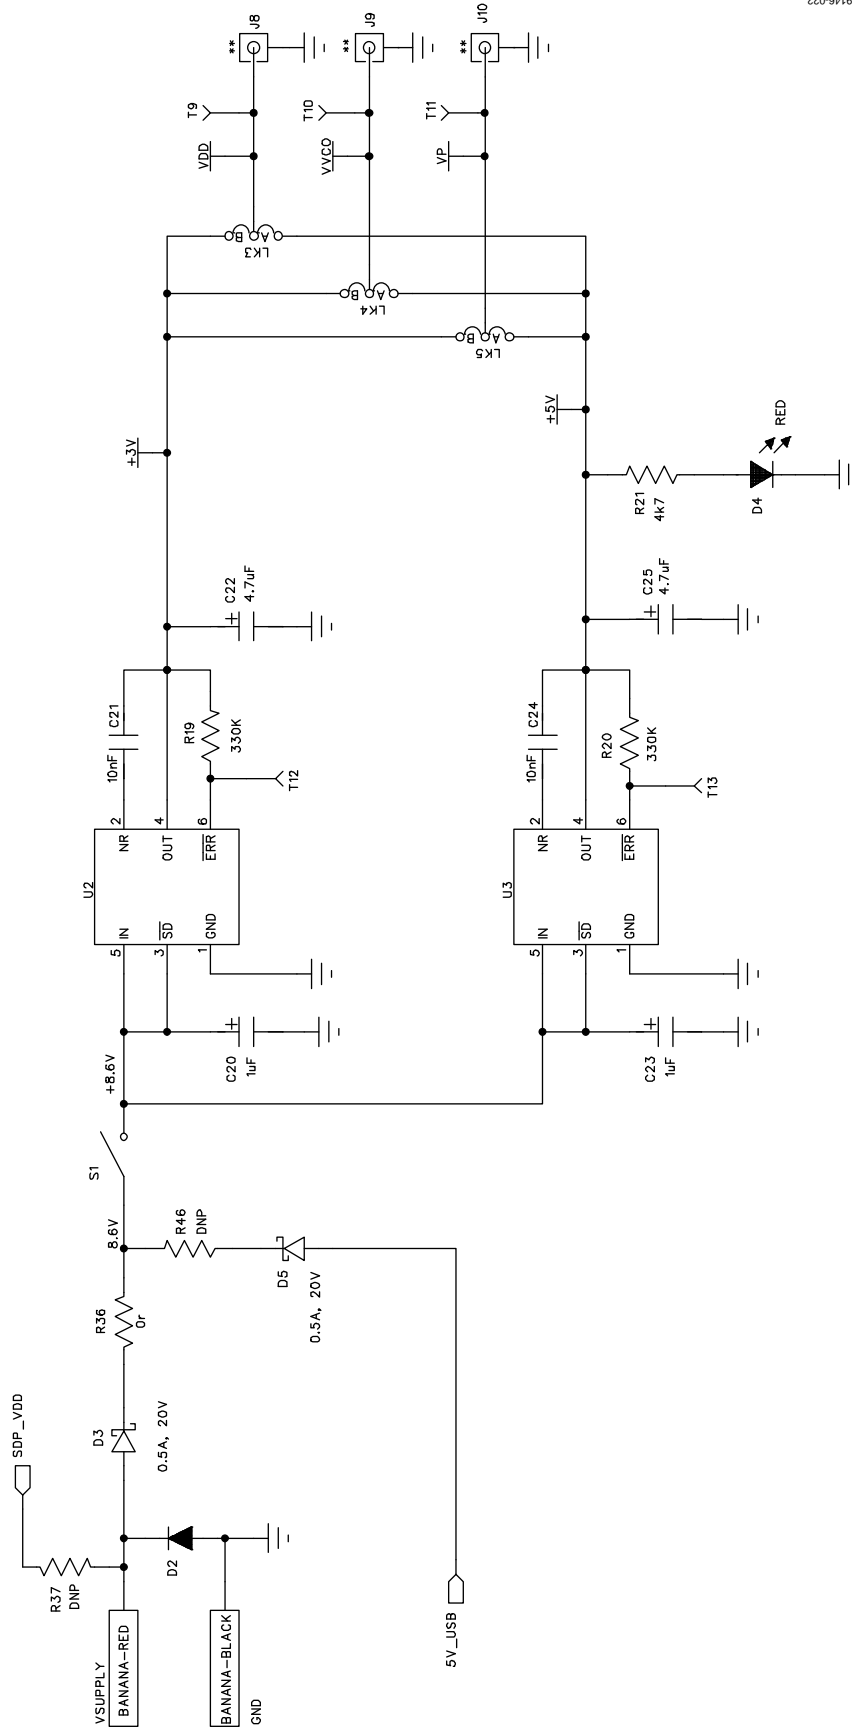 VSUPPLY
BANANA-RED
BANANA-BLACK
GND
R37
DNP
SDP_VDD
D2
D3
0.5A, 20V
R36
0r
8.6V
R46
DNP
D5
0.5A, 20V
5V_USB
S1
+8.6V
C20
1uF
+
U2
5
IN
3
SD
1
GND
2
NR
4
OUT
6
ERR
10nF
C21
R19
330K
T12
C22
4.7uF
+
+3V
C23
1uF
+
U3
5
IN
3
SD
1
GND
2
NR
4
OUT
6
ERR
10nF
C24
R20
330K
T13
C25
4.7uF
+
R21
4k7
D4
RED
+5V
LK5
A
B
LK4
A
B
LK3
A
B
VDD
T9
J8
**
VVCO
T10
J9
**
VP
T11
J10
**